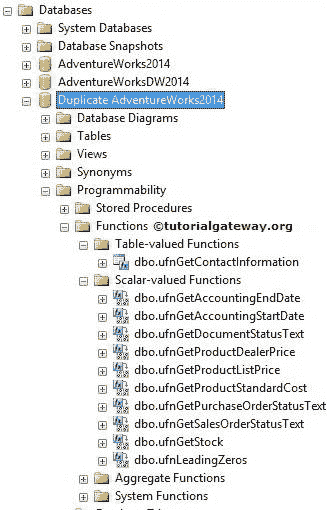 Databases
System Databases
Database Snapshots
AdventureWorks2014
AdventureWorksDW2014
Duplicate AdventureWorks2014
Database Diagrams
Tables
Views
Synonyms
Programmability
Stored Procedures
Functions ©tutorialgateway.org
Table-valued Functions
dbo.ufnGetContactInformation
Scalar-valued Functions
dbo.ufnGetAccountingEndDate
dbo.ufnGetAccountingStartDate
dbo.ufnGetDocumentStatusText
dbo.ufnGetProductDealerPrice
dbo.ufnGetProductListPrice
dbo.ufnGetProductStandardCost
dbo.ufnGetPurchaseOrderStatusText
dbo.ufnGetSalesOrderStatusText
dbo.ufnGetStock
dbo.ufnLeadingZeros
Aggregate Functions
System Functions